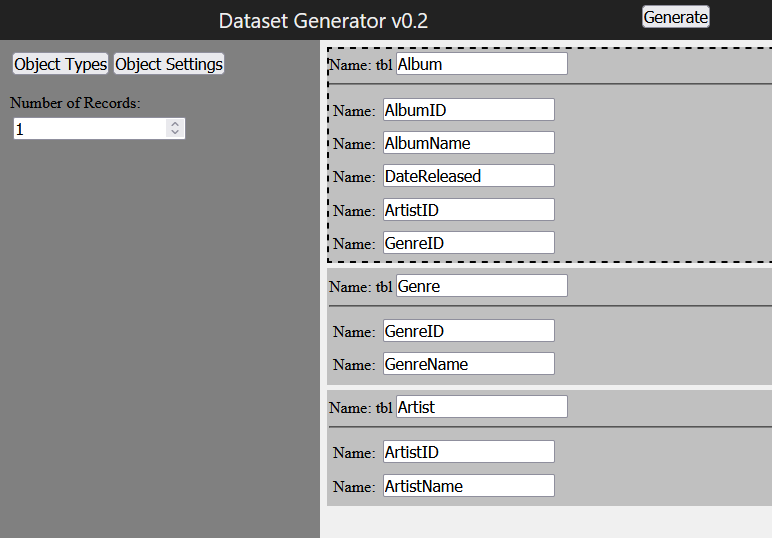 Dataset Generator v0.2
Generate
Object Types
Object Settings
Number of Records:
1
Name: tbl Album
Name: AlbumID
Name: AlbumName
Name: DateReleased
Name: ArtistID
Name: GenreID
Name: tbl Genre
Name: GenreID
Name: GenreName
Name: tbl Artist
Name: ArtistID
Name: ArtistName